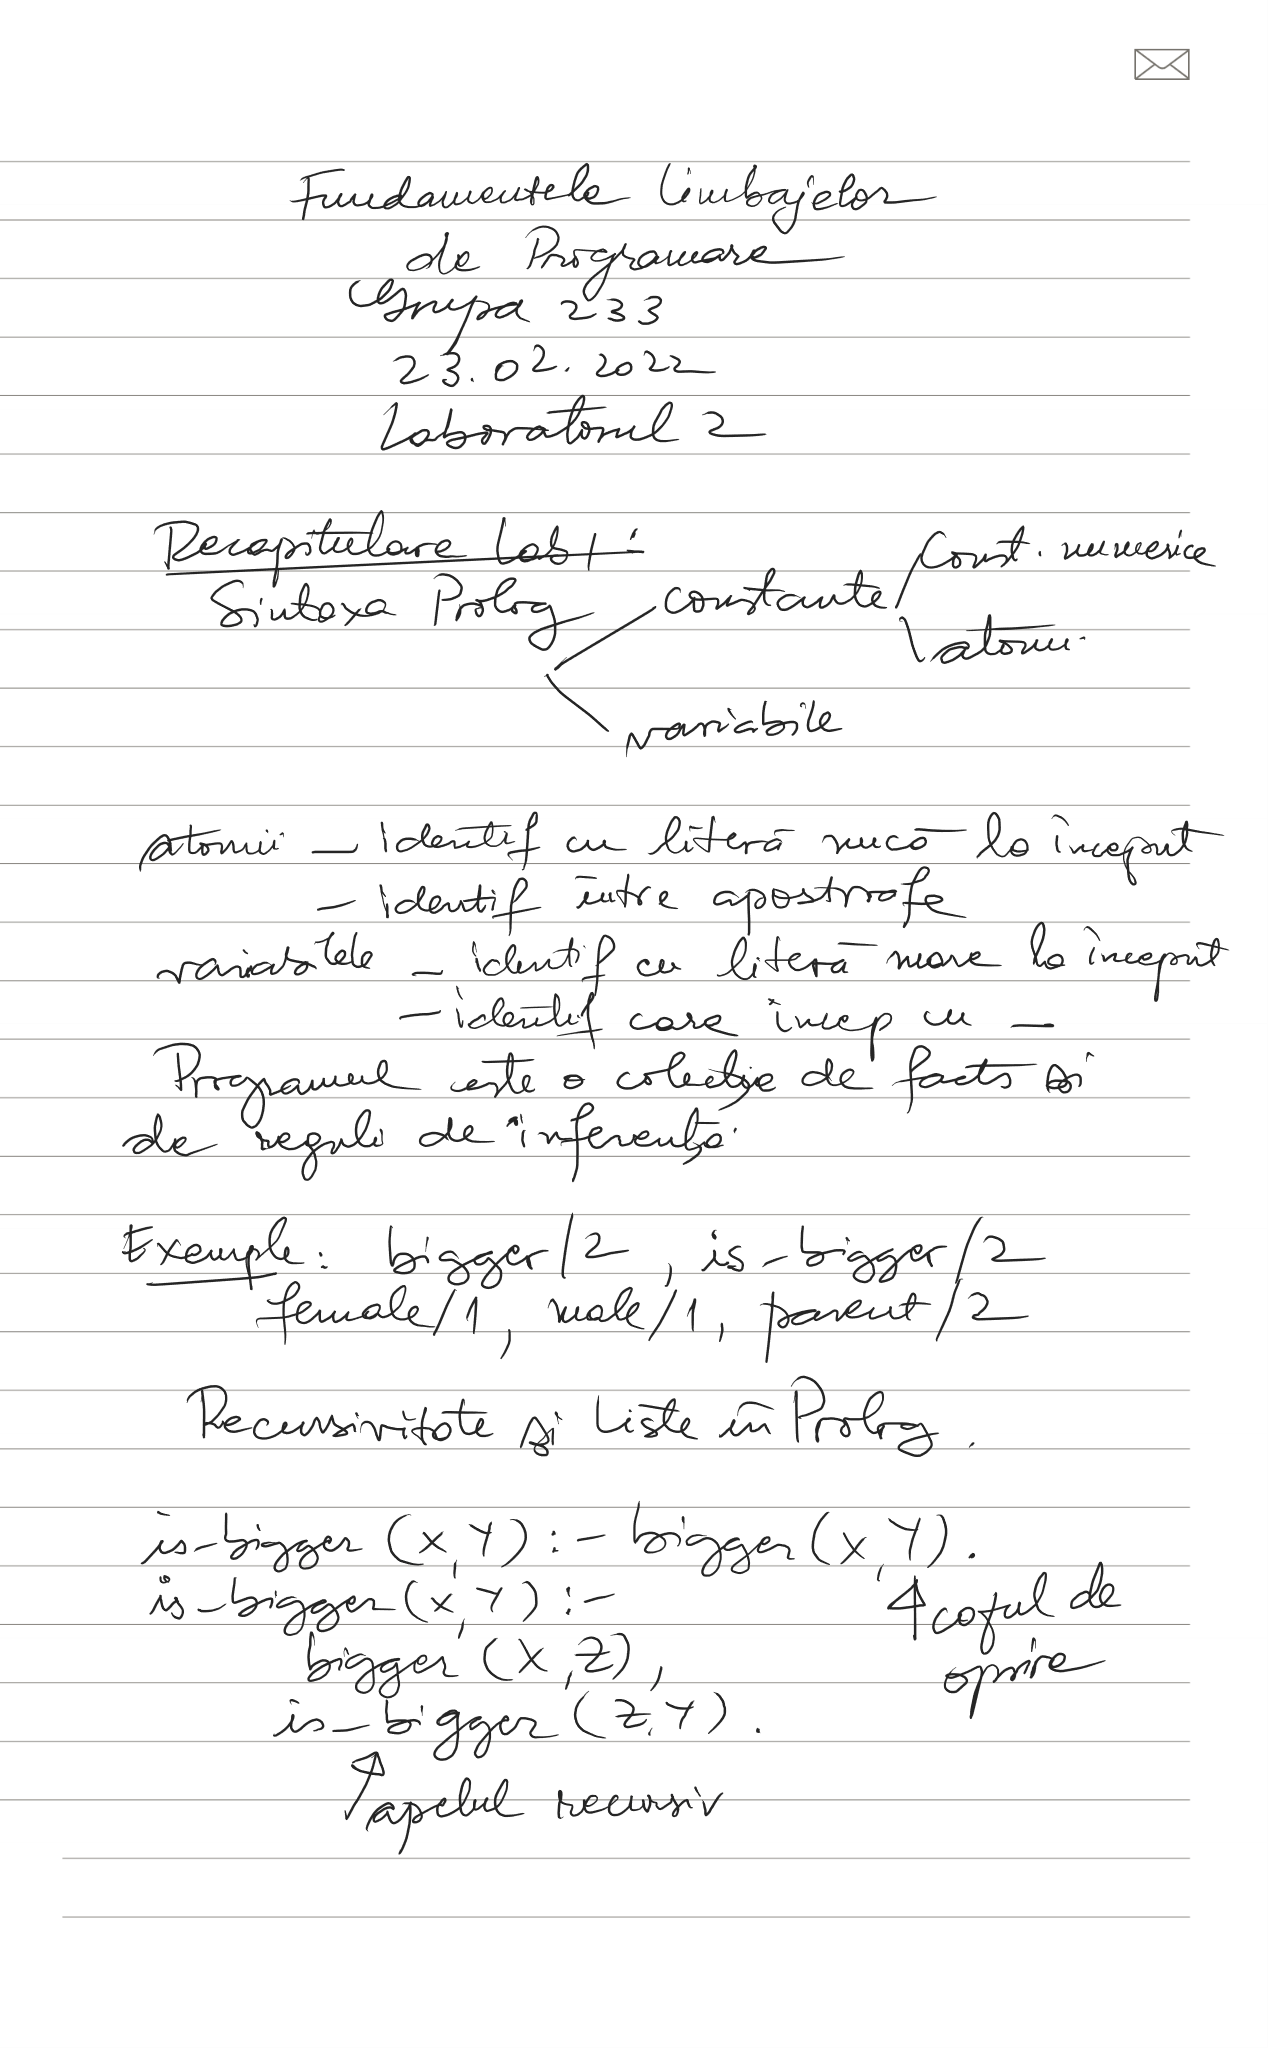 Fundamentele limbajelor
de Programare
Grupa 233
23.02.2022
Laboratorul 2
Recapitulare Lab 1:
Const. numerice
Sintaxa Prolog constante
atomi.
variabile
atomii – identif cu literă mică la început
– identif între apostrofe
variabilele – identif cu literă mare la început
– identif care încep cu _
Programul este o colecție de facts și
de reguli de inferență.
Exemple: bigger/2, is_bigger/2
female/1, male/1, parent/2
Recursivitate și Liste în Prolog.
is_bigger(X,Y) :- bigger(X,Y).
is_bigger(X,Y) :-
cazul de
bigger(X,Z),
oprire
is_bigger(Z,Y).
apelul recursiv